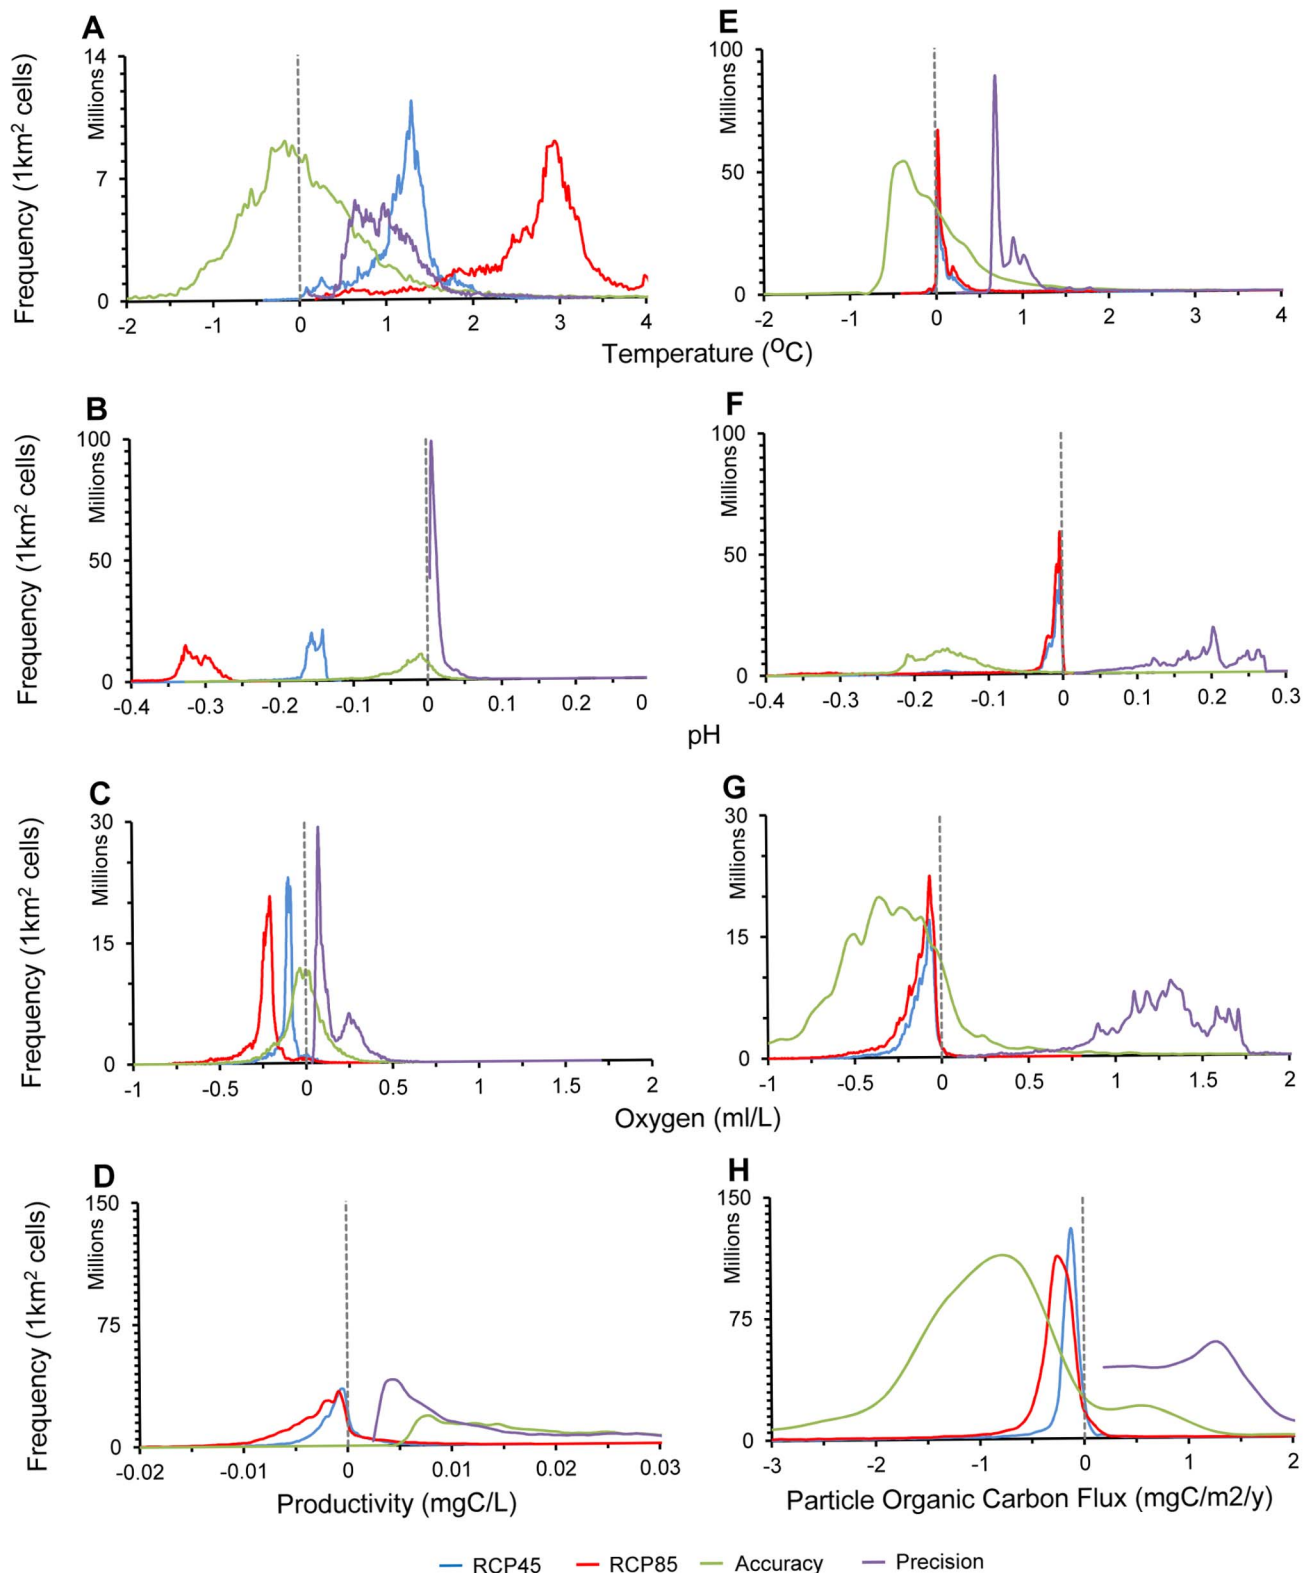 A
Frequency (1km² cells)
Millions
14
7
0
-2 -1 0 1 2 3 4
E
Millions
100
50
0
-2 -1 0 1 2 3 4
Temperature (ºC)
B
Frequency (1km² cells)
Millions
100
50
0
-0.4 -0.3 -0.2 -0.1 0 0.1 0.2 0
F
Millions
100
50
0
-0.4 -0.2 -0.1 0 0.1 0.2 0.3
pH
C
Frequency (1km² cells)
Millions
30
15
0
-1 -0.5 0 0.5 1 1.5 2
G
Millions
30
15
0
-1 -0.5 0 0.5 1 1.5 2
Oxygen (ml/L)
D
Frequency (1km² cells)
Millions
150
75
0
-0.02 -0.01 0 0.01 0.02 0.03
Productivity (mgC/L)
H
Millions
150
75
0
-3 -2 -1 0 1 2
Particle Organic Carbon Flux (mgC/m2/y)
RCP45 RCP85 Accuracy Precision